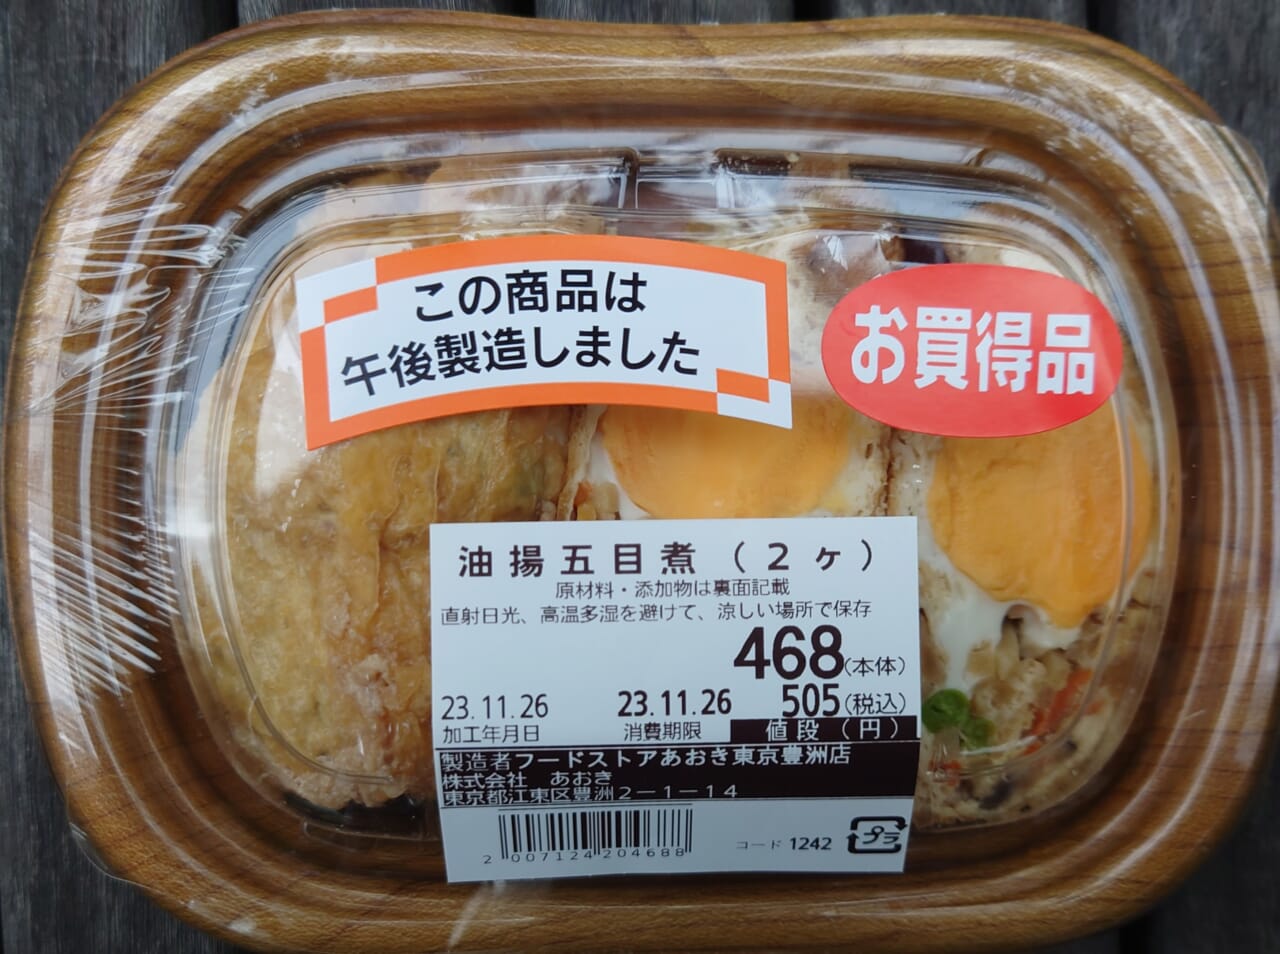 この商品は
午後製造しました
お買得品
油揚五目煮（２ヶ）
原材料・添加物は裏面記載
直射日光、高温多湿を避けて、涼しい場所で保存
468(本体)
23.11.26 23.11.26 505(税込)
加工年月日 消費期限 値段（円）
製造者フードストアあおき東京豊洲店
株式会社 あおき
東京都江東区豊洲２－１－１４
2 007124 204688
コード 1242
プラ